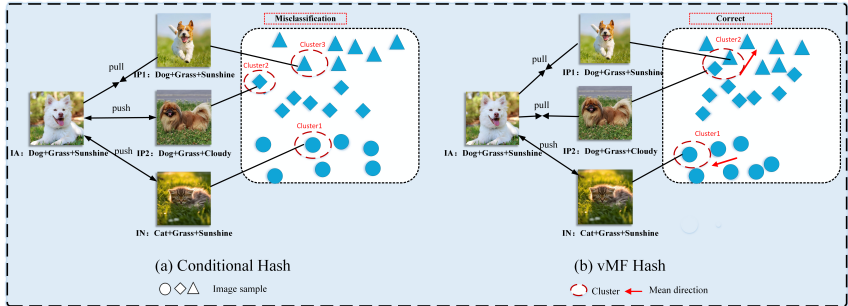 Misclassification
Correct
Cluster3
Cluster2
Cluster2
pull
pull
IP1：Dog+Grass+Sunshine
IP1：Dog+Grass+Sunshine
push
pull
IA：Dog+Grass+Sunshine
IP2：Dog+Grass+Cloudy
IA：Dog+Grass+Sunshine
IP2：Dog+Grass+Cloudy
Cluster1
Cluster1
push
push
IN：Cat+Grass+Sunshine
IN：Cat+Grass+Sunshine
(a) Conditional Hash
(b) vMF Hash
Image sample
Cluster
Mean direction